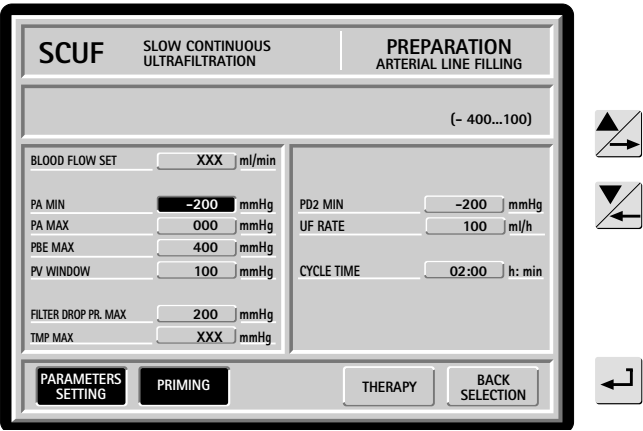 SCUF
SLOW CONTINUOUS
ULTRAFILTRATION
PREPARATION
ARTERIAL LINE FILLING
(- 400...100)
BLOOD FLOW SET XXX ml/min
PA MIN -200 mmHg
PA MAX 000 mmHg
PBE MAX 400 mmHg
PV WINDOW 100 mmHg
FILTER DROP PR. MAX 200 mmHg
TMP MAX XXX mmHg
PD2 MIN -200 mmHg
UF RATE 100 ml/h
CYCLE TIME 02:00 h: min
PARAMETERS
SETTING
PRIMING
THERAPY
BACK
SELECTION